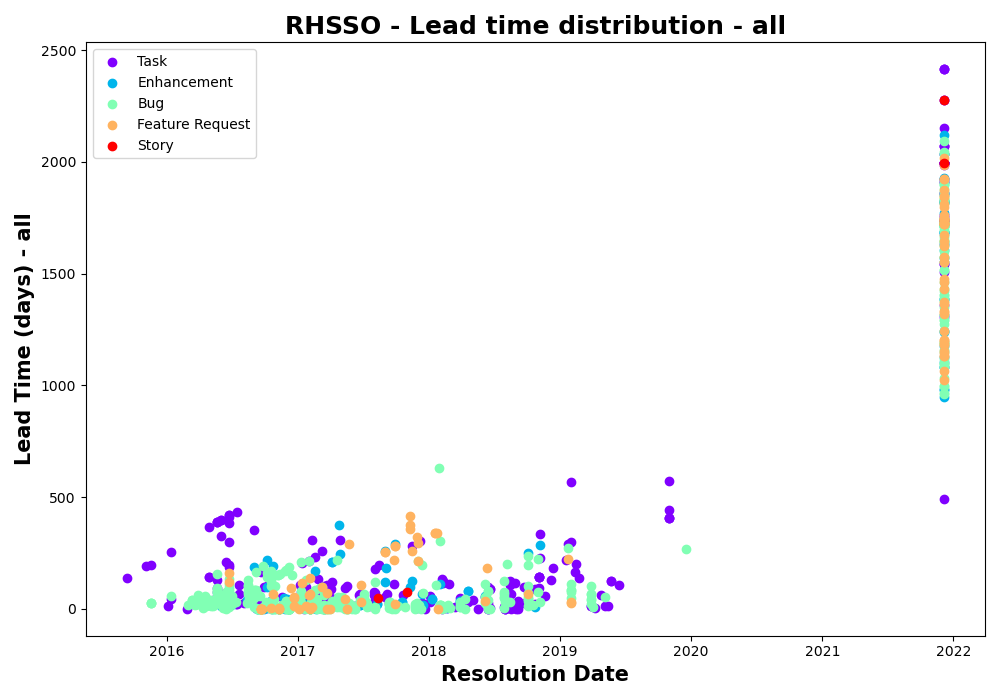 RHSSO - Lead time distribution - all
Task
Enhancement
Bug
Feature Request
Story
Lead Time (days) - all
2500
2000
1500
1000
500
0
2016 2017 2018 2019 2020 2021 2022
Resolution Date